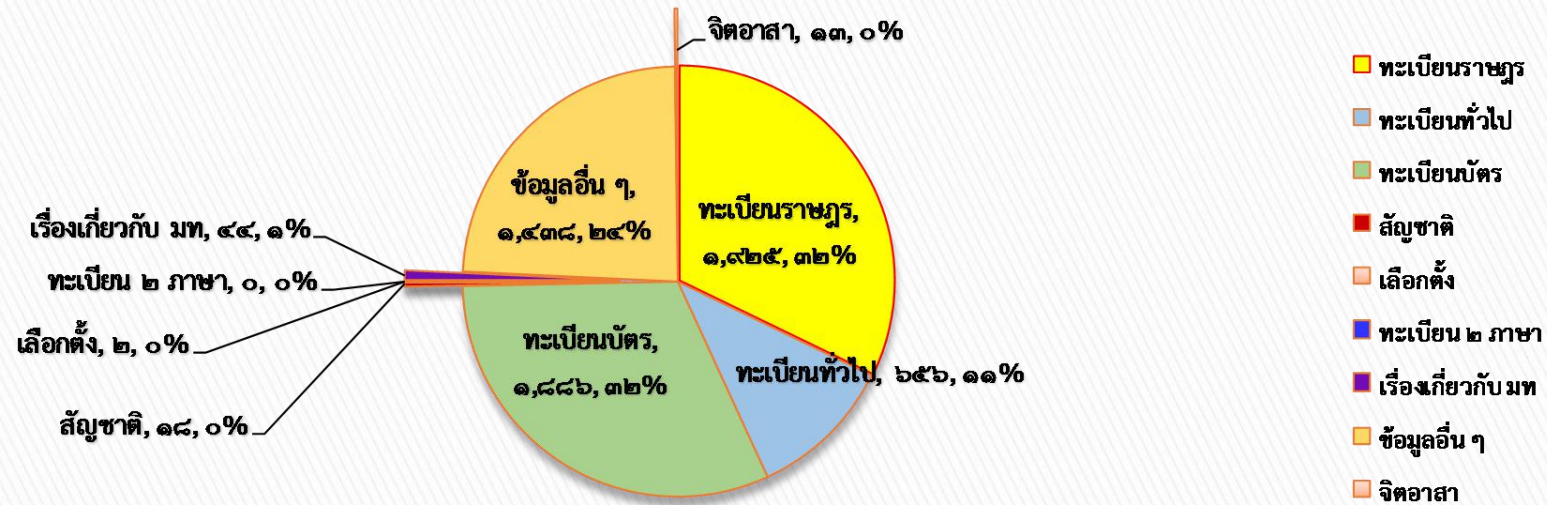 จิตอาสา, ๑๓, ๐%
ข้อมูลอื่น ๆ,
๑,๔๓๘, ๒๔%
ทะเบียนราษฎร,
๑,๙๒๕, ๓๒%
เรื่องเกี่ยวกับ มท, ๔๔, ๑%
ทะเบียน ๒ ภาษา, ๐, ๐%
เลือกตั้ง, ๒, ๐%
สัญชาติ, ๑๘, ๐%
ทะเบียนบัตร,
๑,๘๘๖, ๓๒%
ทะเบียนทั่วไป, ๖๕๖, ๑๑%
ทะเบียนราษฎร
ทะเบียนทั่วไป
ทะเบียนบัตร
สัญชาติ
เลือกตั้ง
ทะเบียน ๒ ภาษา
เรื่องเกี่ยวกับ มท
ข้อมูลอื่น ๆ
จิตอาสา